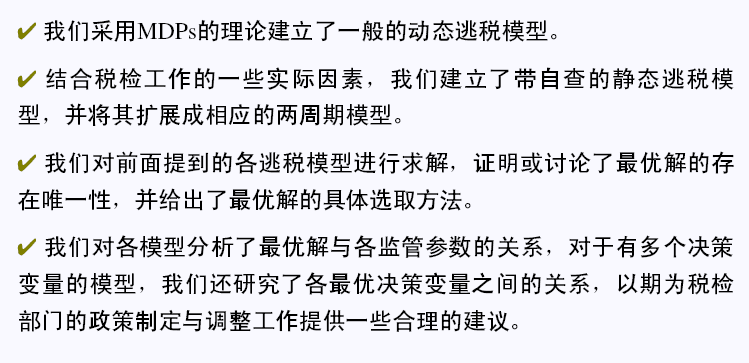 ✔ 我们采用MDPs的理论建立了一般的动态逃税模型。
✔ 结合税检工作的一些实际因素，我们建立了带自查的静态逃税模
型，并将其扩展成相应的两周期模型。
✔ 我们对前面提到的各逃税模型进行求解，证明或讨论了最优解的存
在唯一性，并给出了最优解的具体选取方法。
✔ 我们对各模型分析了最优解与各监管参数的关系，对于有多个决策
变量的模型，我们还研究了各最优决策变量之间的关系，以期为税检
部门的政策制定与调整工作提供一些合理的建议。